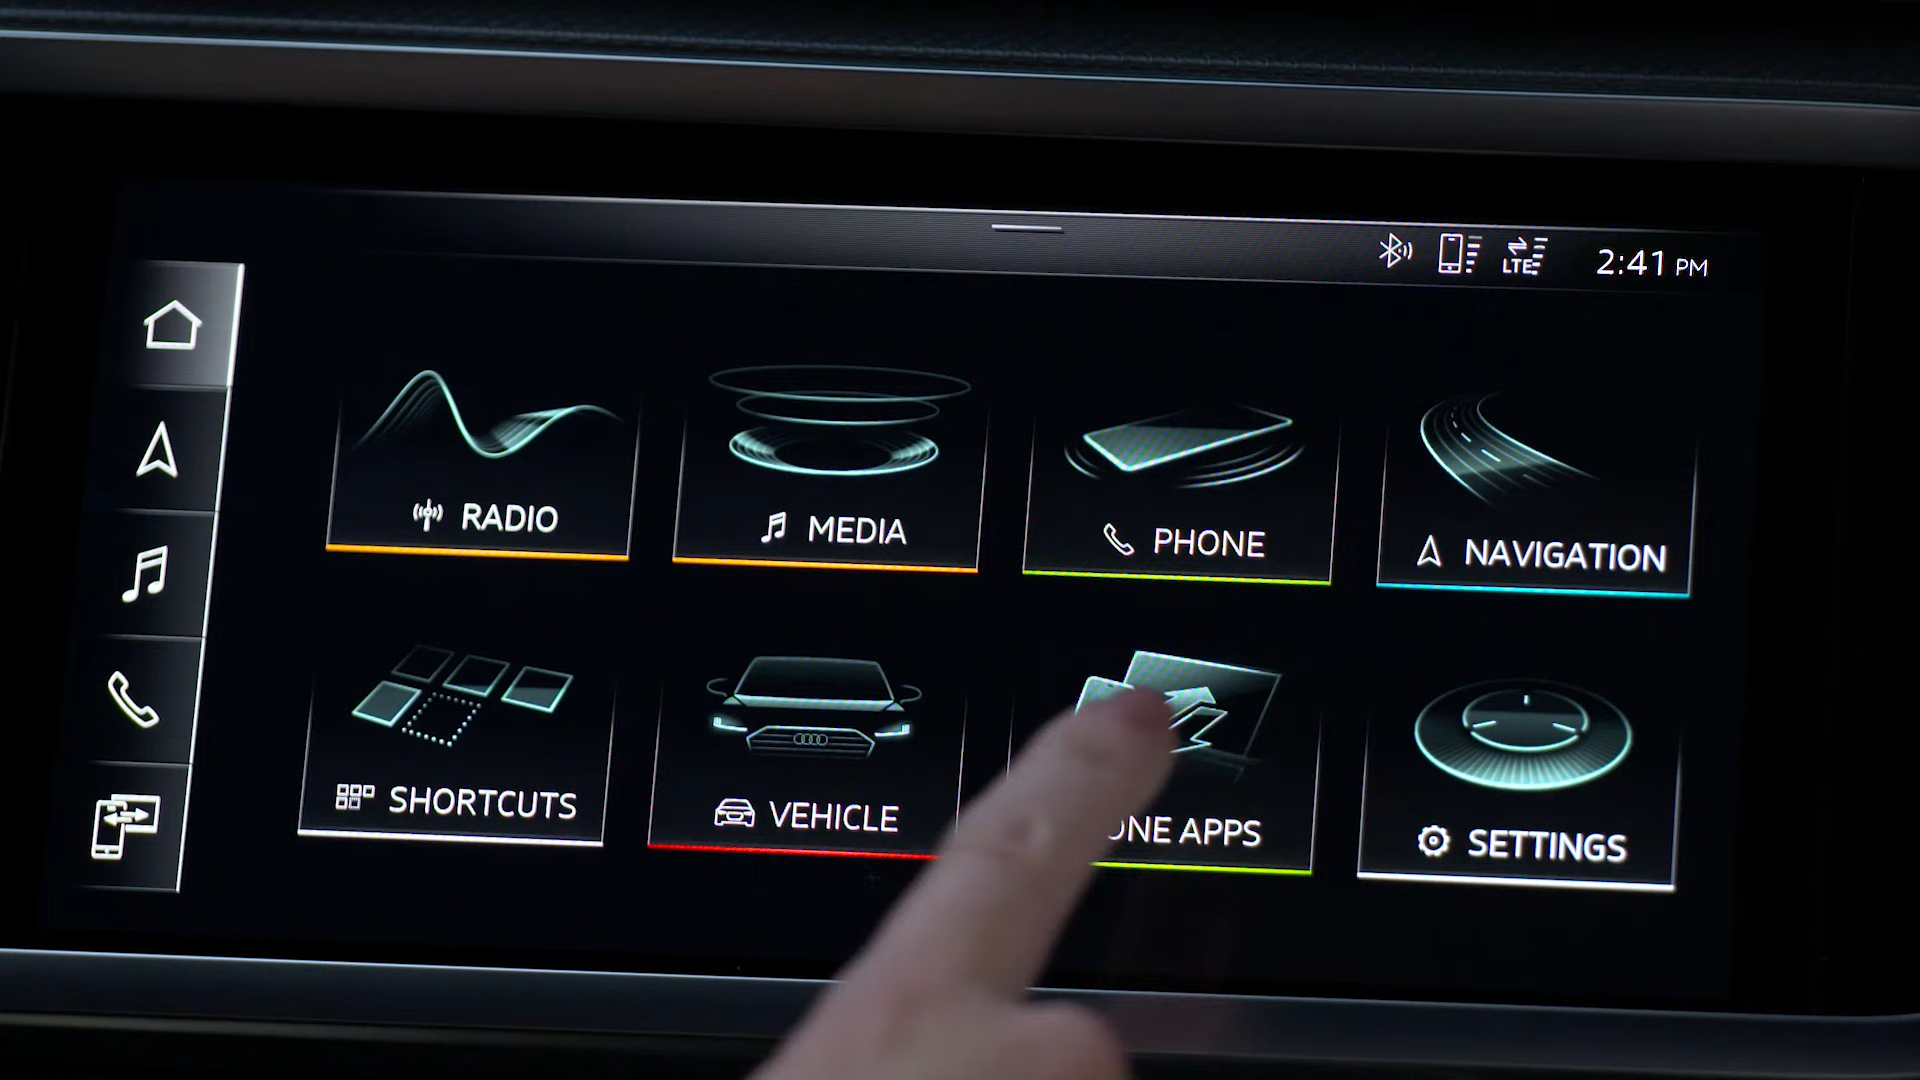 LTE 2:41 PM
RADIO
MEDIA
PHONE
NAVIGATION
SHORTCUTS
VEHICLE
ONE APPS
SETTINGS